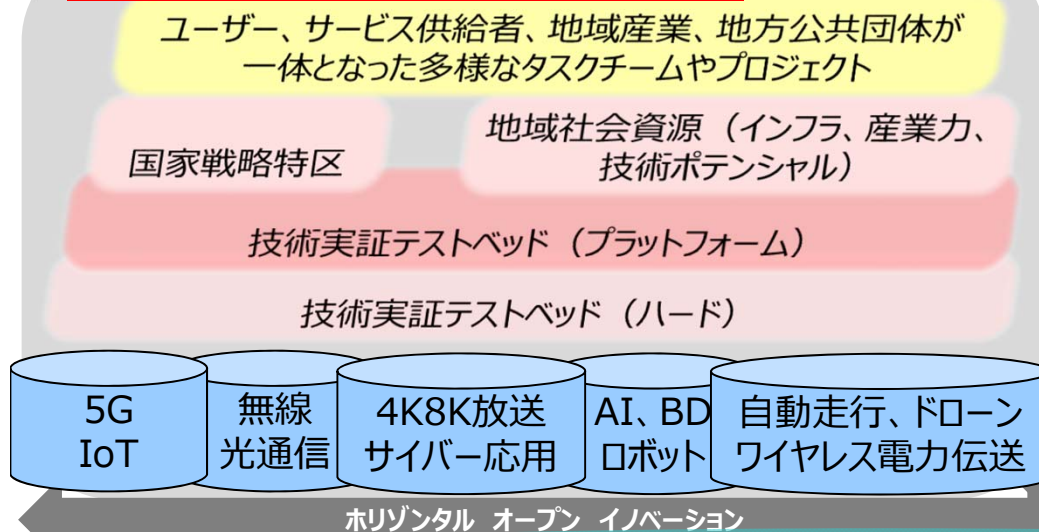 ユーザー、サービス供給者、地域産業、地方公共団体が
一体となった多様なタスクチームやプロジェクト
国家戦略特区
地域社会資源（インフラ、産業力、
技術ポテンシャル）
技術実証テストベッド（プラットフォーム）
技術実証テストベッド（ハード）
5G
IoT
無線
光通信
4K8K放送
サイバー応用
AI、BD
ロボット
自動走行、ドローン
ワイヤレス電力伝送
ホリゾンタル オープン イノベーション